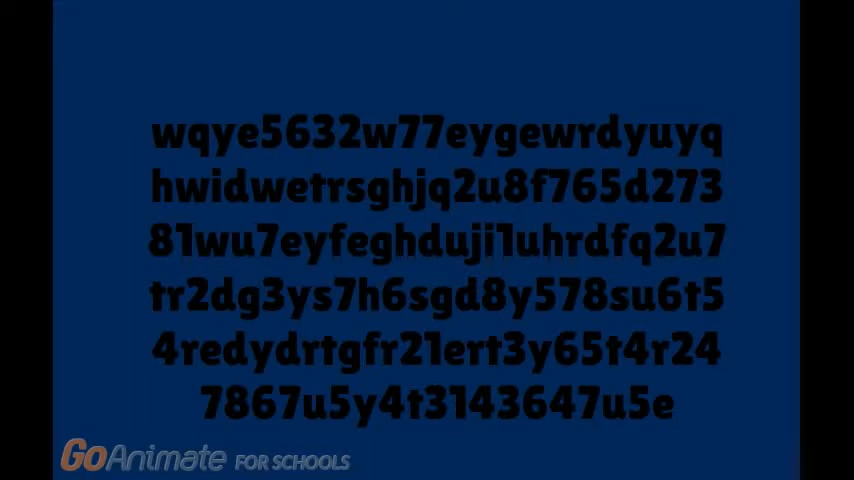 wqye5632w77eygewrdyuyq
hwidwetrsghjq2u8f765d273
81wu7eyfeghduji1uhrdfq2u7
tr2dg3ys7h6sgd8y578su6t5
4redydrtgfr21ert3y65t4r24
7867u5y4t3143647u5e
GoAnimate FOR SCHOOLS